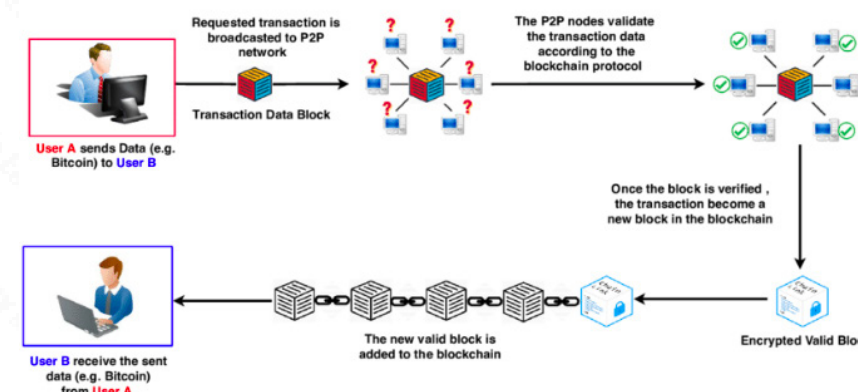 Requested transaction is
broadcasted to P2P
network
Transaction Data Block
User A sends Data (e.g.
Bitcoin) to User B
?
?
?
?
?
?
The P2P nodes validate
the transaction data
according to the
blockchain protocol
Once the block is verified ,
the transaction become a
new block in the blockchain
Encrypted Valid Bloc
The new valid block is
added to the blockchain
User B receive the sent
data (e.g. Bitcoin)
from User A